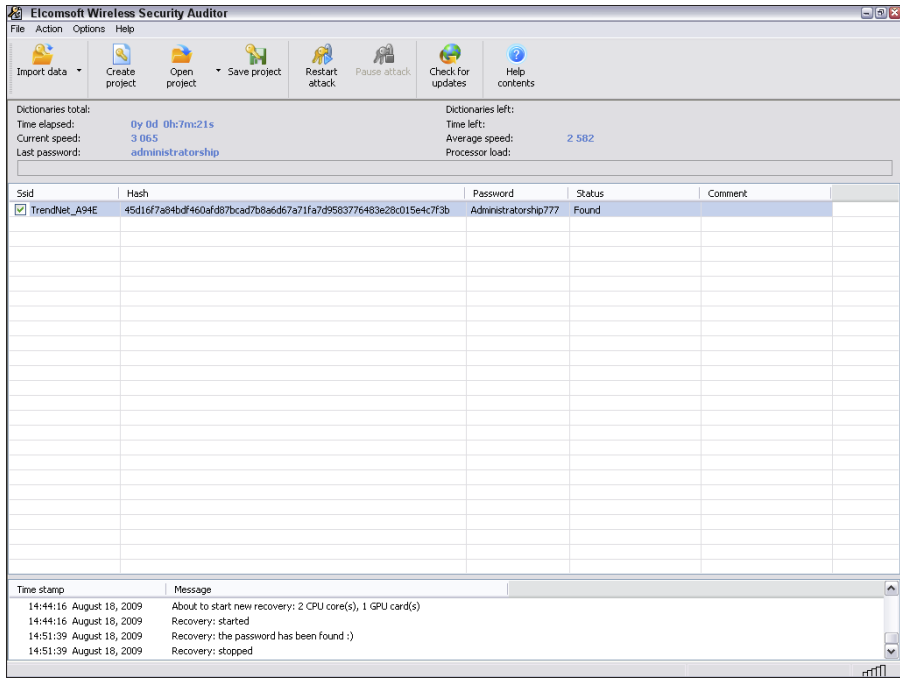 Elcomsoft Wireless Security Auditor
File Action Options Help
Import data
Create project
Open project
Save project
Restart attack
Pause attack
Check for updates
Help contents
Dictionaries total: Dictionaries left:
Time elapsed: 0y 0d 0h:7m:21s Time left:
Current speed: 3 065 Average speed: 2 582
Last password: administratorship Processor load:
Ssid Hash Password Status Comment
TrendNet_A94E 45d16f7a84bdf460afd87bcad7b8a6d67a71fa7d9583776483e28c015e4c7f3b Administratorship777 Found
Time stamp Message
14:44:16 August 18, 2009 About to start new recovery: 2 CPU core(s), 1 GPU card(s)
14:44:16 August 18, 2009 Recovery: started
14:51:39 August 18, 2009 Recovery: the password has been found :)
14:51:39 August 18, 2009 Recovery: stopped